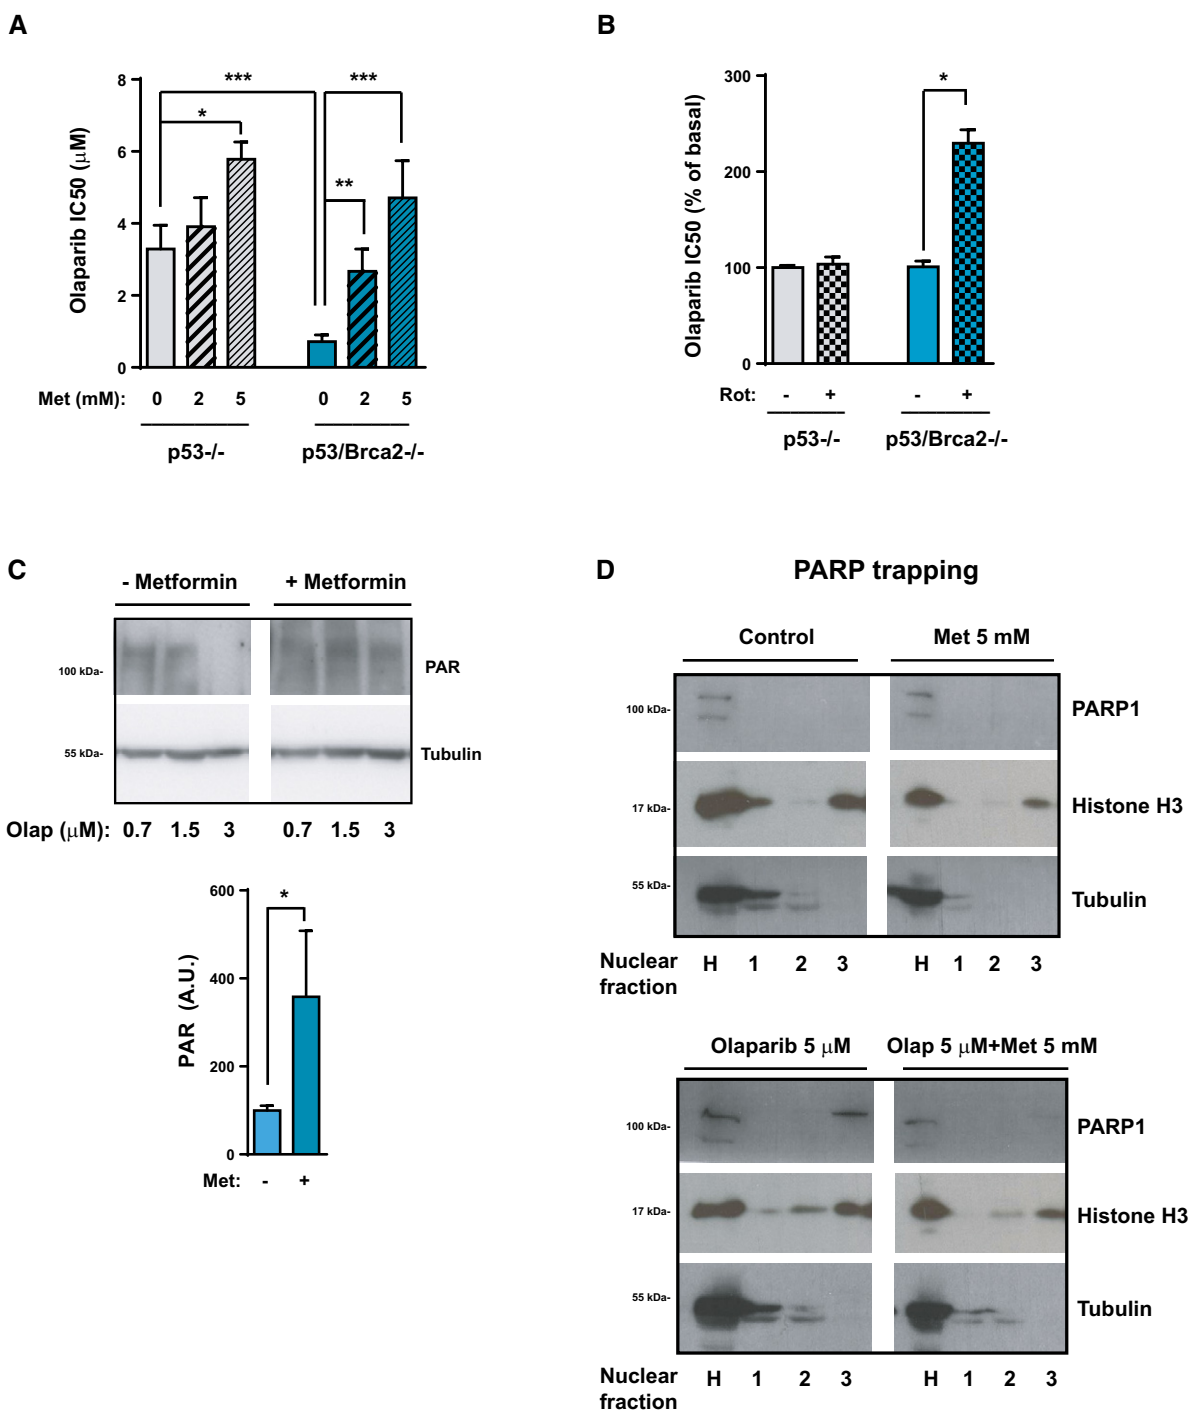 A
8
6
4
2
0
Olaparib IC50 (μM)
***
*
***
**
Met (mM): 0 2 5 0 2 5
p53-/- p53/Brca2-/-
B
300
200
100
0
Olaparib IC50 (% of basal)
*
Rot: - + - +
p53-/- p53/Brca2-/-
C
- Metformin + Metformin
100 kDa-
PAR
55 kDa-
Tubulin
Olap (μM): 0.7 1.5 3 0.7 1.5 3
600
400
200
0
PAR (A.U.)
*
Met: - +
D
PARP trapping
Control Met 5 mM
100 kDa-
PARP1
17 kDa-
Histone H3
55 kDa-
Tubulin
Nuclear
fraction
H 1 2 3 H 1 2 3
Olaparib 5 μM Olap 5 μM+Met 5 mM
100 kDa-
PARP1
17 kDa-
Histone H3
55 kDa-
Tubulin
Nuclear
fraction
H 1 2 3 H 1 2 3